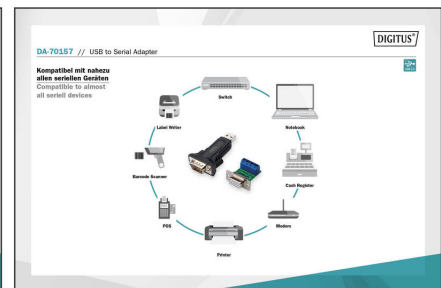 DIGITUS®
DA-70157 // USB to Serial Adapter
Kompatibel mit nahezu
allen seriellen Geräten
Compatible to almost
all seriell devices
Switch
Label Writer
Notebook
Barcode Scanner
Cash Register
POS
Modem
Printer